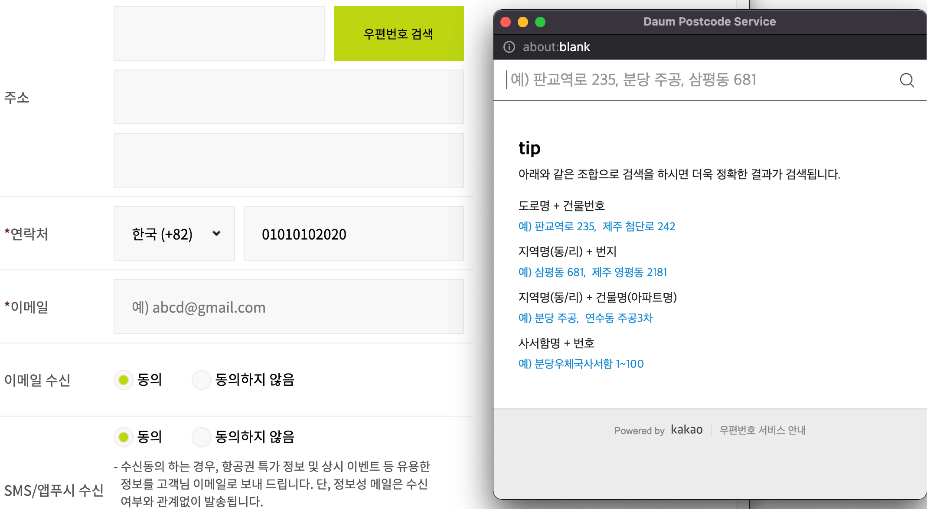 우편번호 검색
주소
*연락처
한국 (+82)
01010102020
*이메일
예) abcd@gmail.com
이메일 수신
동의
동의하지 않음
동의
동의하지 않음
SMS/앱푸시 수신
- 수신동의 하는 경우, 항공권 특가 정보 및 상시 이벤트 등 유용한
정보를 고객님 이메일로 보내 드립니다. 단, 정보성 메일은 수신
여부와 관계없이 발송됩니다.
Daum Postcode Service
about:blank
예) 판교역로 235, 분당 주공, 삼평동 681
tip
아래와 같은 조합으로 검색을 하시면 더욱 정확한 결과가 검색됩니다.
도로명 + 건물번호
예) 판교역로 235, 제주 첨단로 242
지역명(동/리) + 번지
예) 삼평동 681, 제주 영평동 2181
지역명(동/리) + 건물명(아파트명)
예) 분당 주공, 연수동 주공3차
사서함명 + 번호
예) 분당우체국사서함 1~100
Powered by kakao
우편번호 서비스 안내